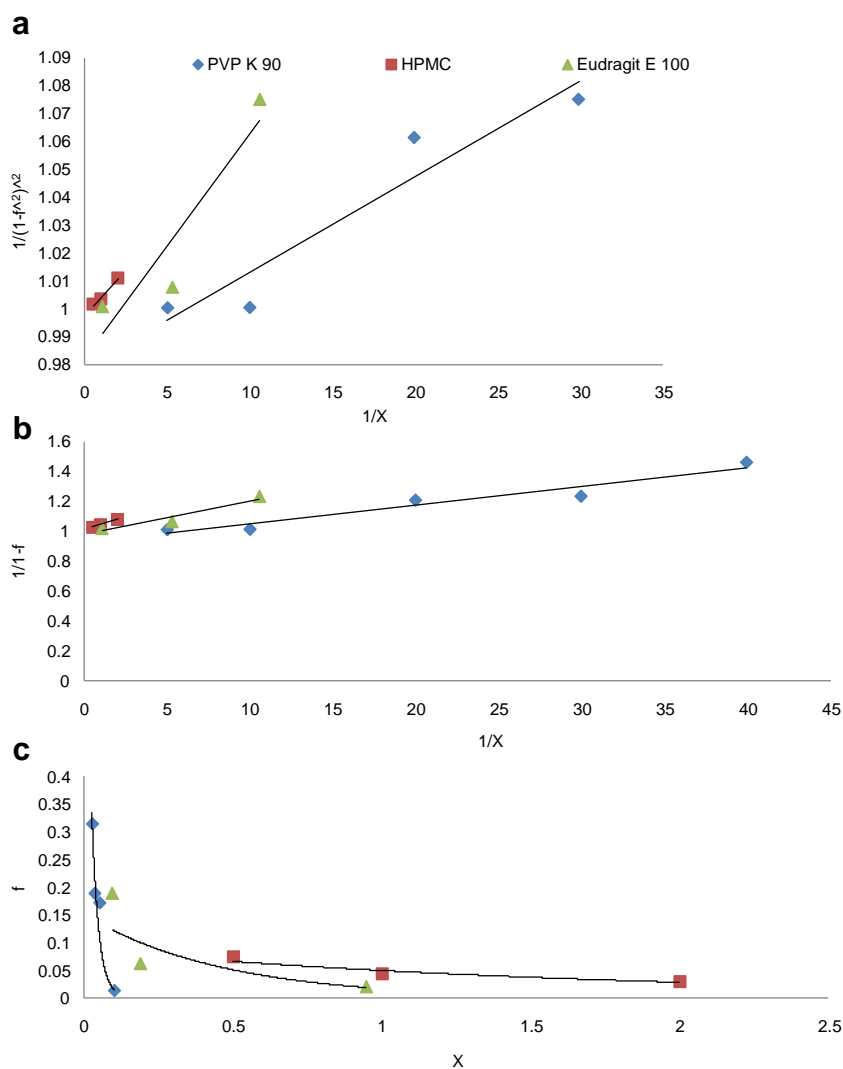 a
PVP K 90 HPMC Eudragit E 100
1.09
1.08
1.07
1.06
1.05
1.04
1.03
1.02
1.01
1
0.99
0.98
1/(1-f^2)^2
0 5 10 15 20 25 30 35
1/X
b
1.6
1.4
1.2
1
0.8
0.6
0.4
0.2
0
1/1-f
0 5 10 15 20 25 30 35 40 45
1/X
c
0.4
0.35
0.3
0.25
0.2
0.15
0.1
0.05
0
f
0 0.5 1 1.5 2 2.5
X